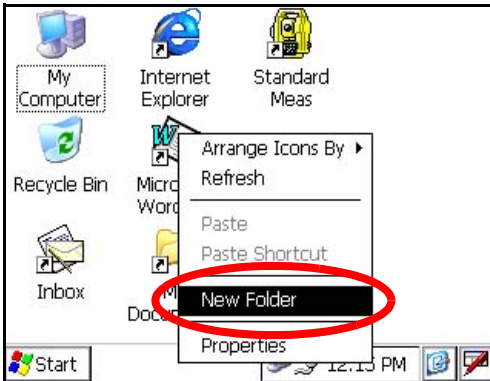 My
Computer
Internet
Explorer
Standard
Meas
Recycle Bin
Inbox
Arrange Icons By
Refresh
Paste
Paste Shortcut
New Folder
Properties
Start
12:15 PM